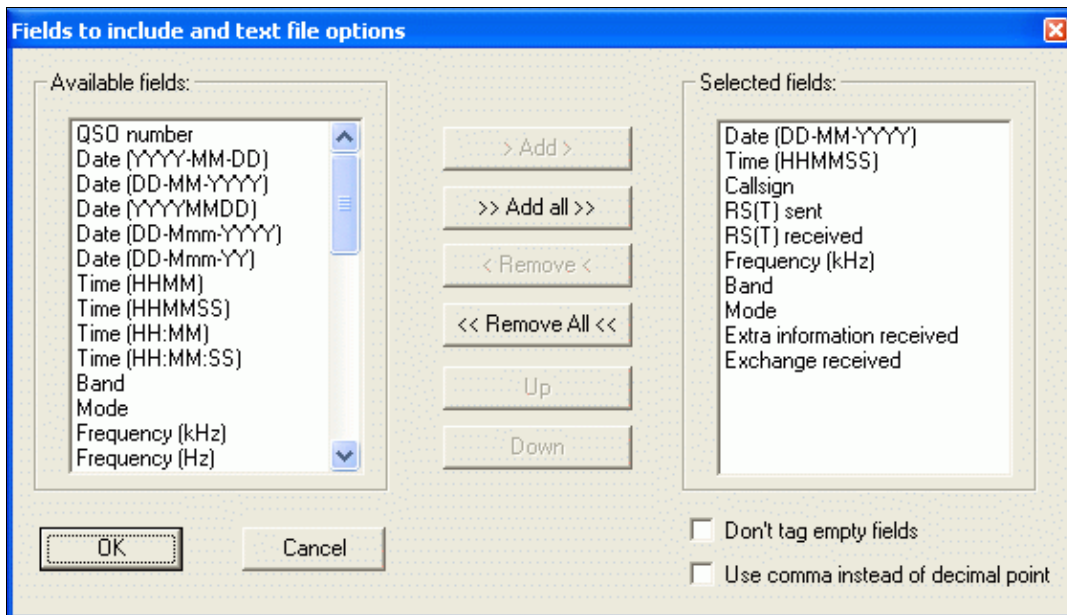 Fields to include and text file options
Available fields:
QSO number
Date (YYYY-MM-DD)
Date (DD-MM-YYYY)
Date (YYYYMMDD)
Date (DD-Mmm-YYYY)
Date (DD-Mmm-YY)
Time (HHMM)
Time (HHMMSS)
Time (HH:MM)
Time (HH:MM:SS)
Band
Mode
Frequency (kHz)
Frequency (Hz)
> Add >
>> Add all >>
< Remove <
<< Remove All <<
Up
Down
Selected fields:
Date (DD-MM-YYYY)
Time (HHMMSS)
Callsign
RS(T) sent
RS(T) received
Frequency (kHz)
Band
Mode
Extra information received
Exchange received
OK
Cancel
Don't tag empty fields
Use comma instead of decimal point